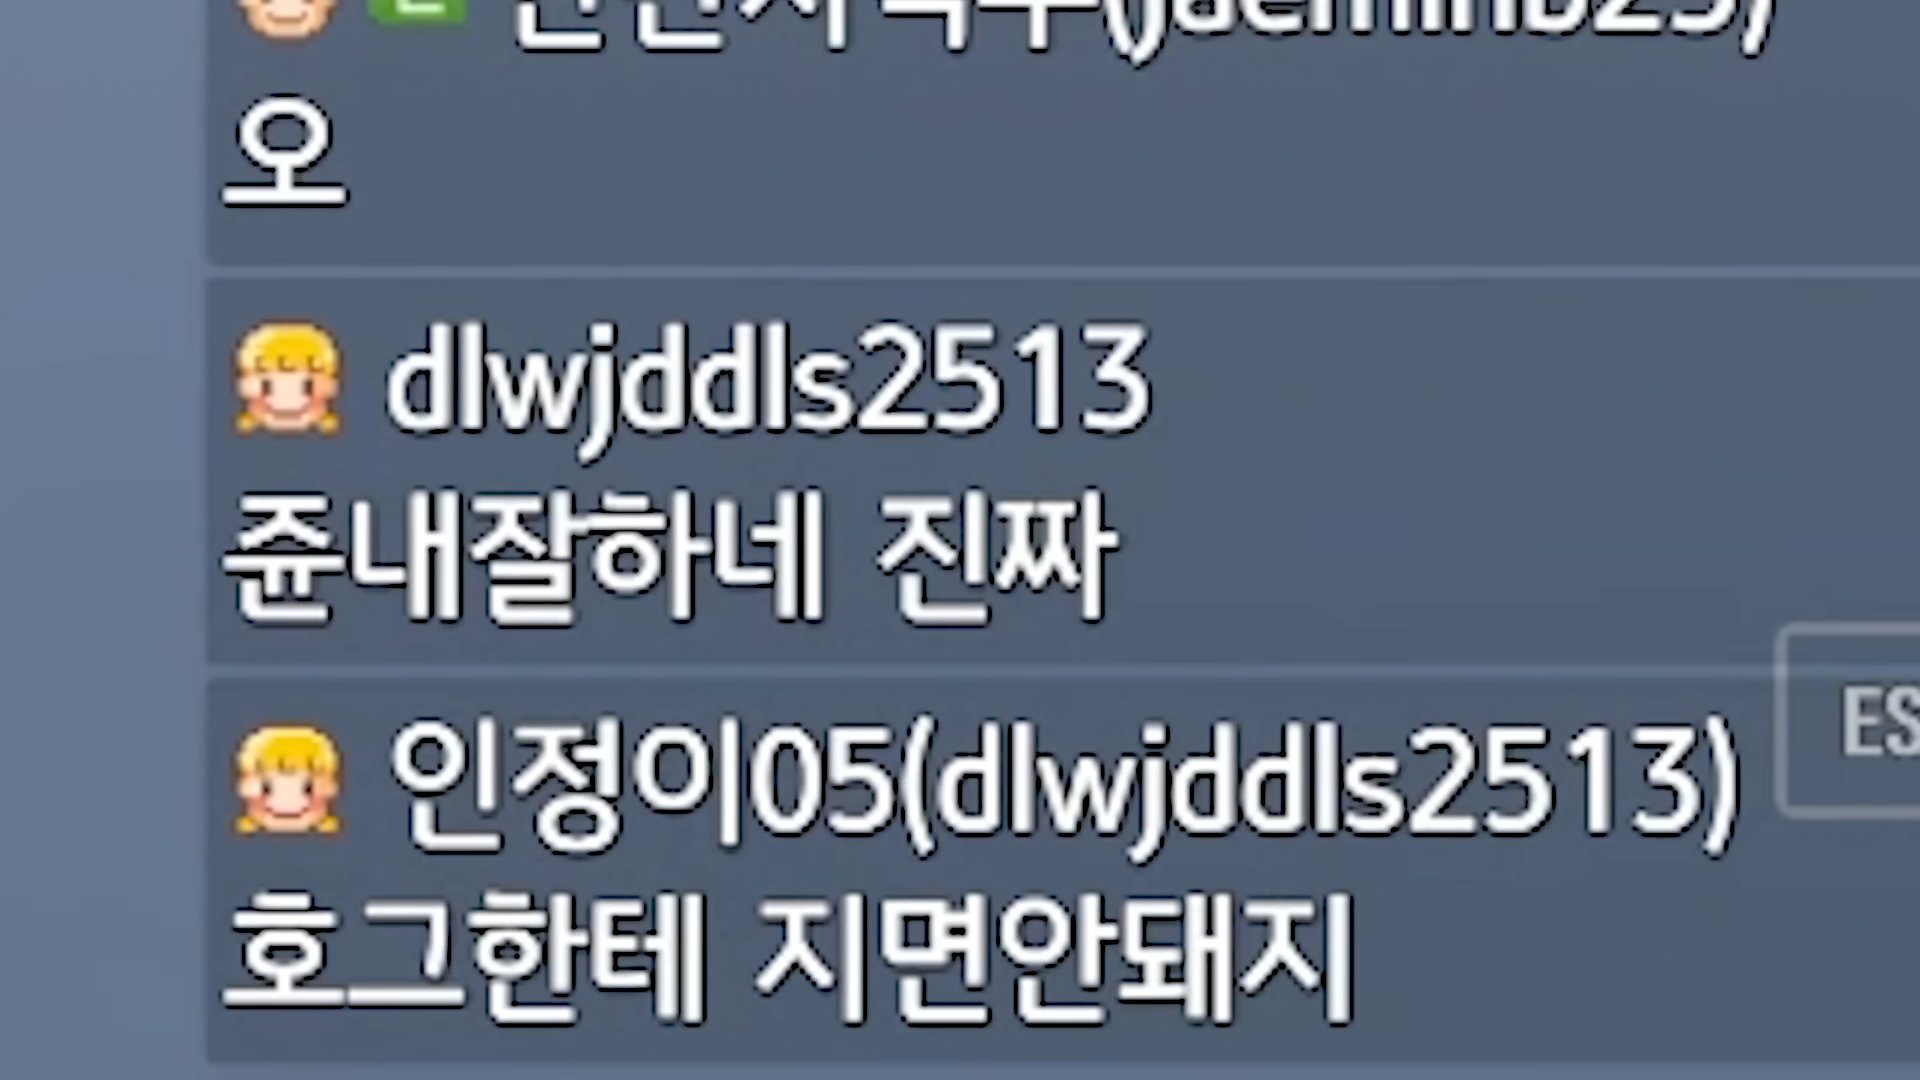 오
dlwjddls2513
쥰내잘하네 진짜
인정이05(dlwjddls2513)
호그한테 지면안돼지